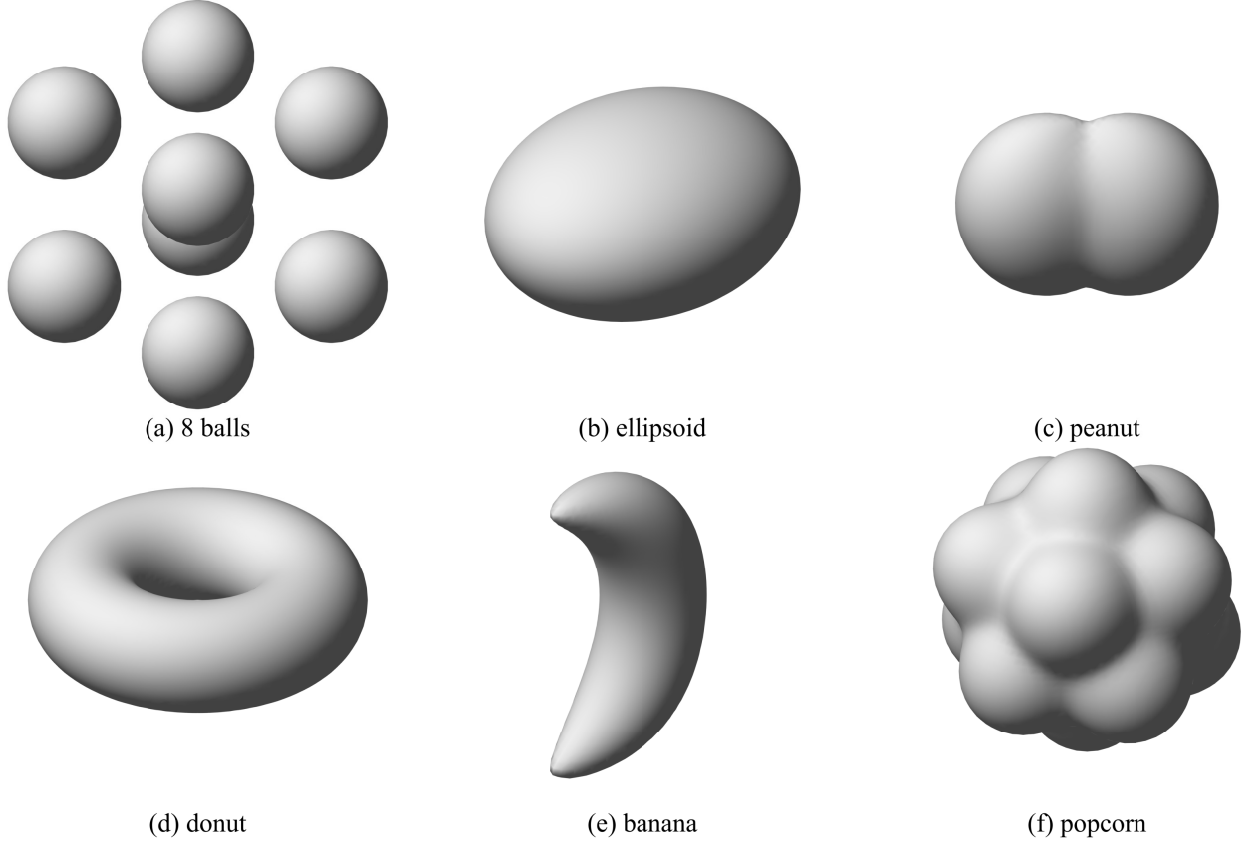 (a) 8 balls
(b) ellipsoid
(c) peanut
(d) donut
(e) banana
(f) popcorn